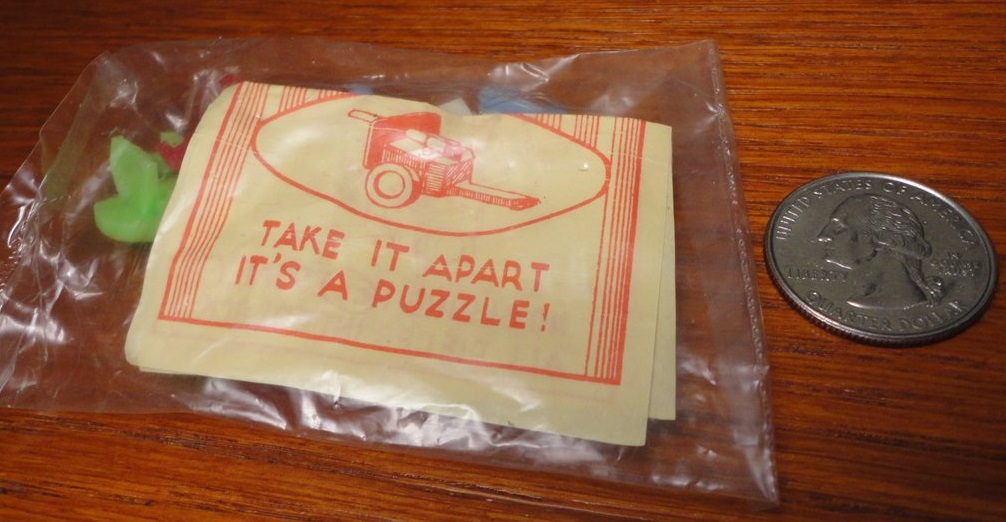 TAKE IT APART
IT'S A PUZZLE!
UNITED STATES OF AMERICA
LIBERTY
QUARTER DOLLAR